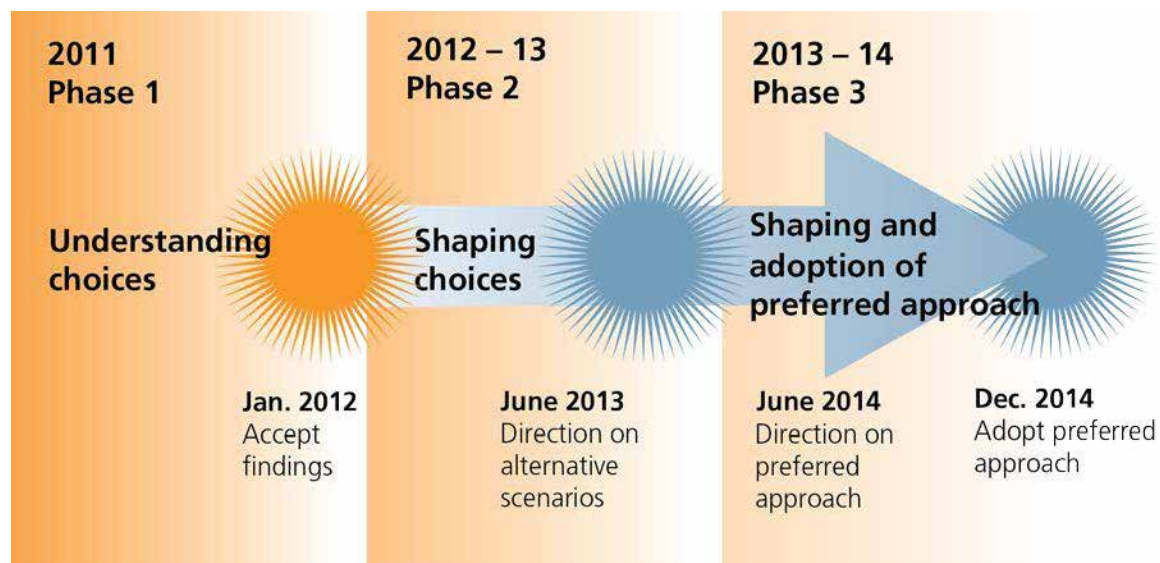 2011
Phase 1
2012 – 13
Phase 2
2013 – 14
Phase 3
Understanding
choices
Shaping
choices
Shaping and
adoption of
preferred approach
Jan. 2012
Accept
findings
June 2013
Direction on
alternative
scenarios
June 2014
Direction on
preferred
approach
Dec. 2014
Adopt preferred
approach